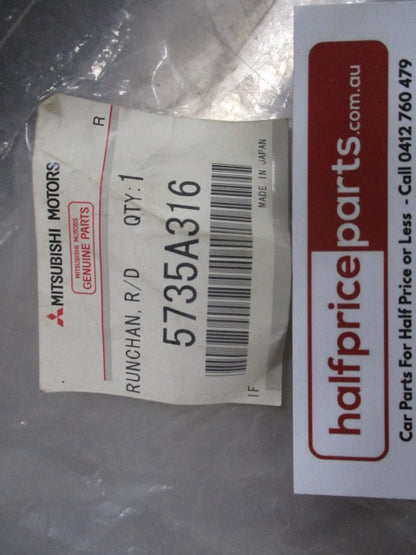 MITSUBISHI MOTORS
R
MITSUBISHI MOTORS
GENUINE PARTS
RUNCHAN, R/D QTY:1
5735A316
IF
MADE IN JAPAN
halfpriceparts.com.au
Car Parts For Half Price or Less - Call 0412 760 479